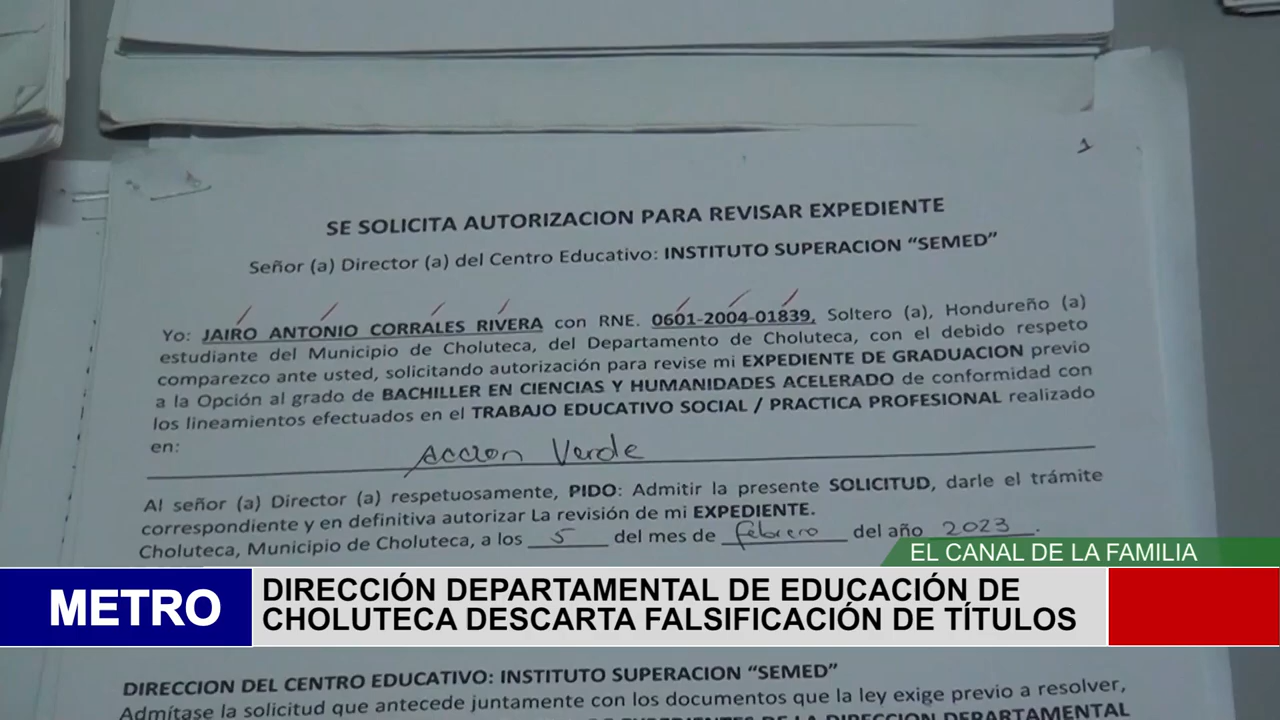 1
SE SOLICITA AUTORIZACION PARA REVISAR EXPEDIENTE
Señor (a) Director (a) del Centro Educativo: INSTITUTO SUPERACION “SEMED”
Yo: JAIRO ANTONIO CORRALES RIVERA con RNE. 0601-2004-01839, Soltero (a), Hondureño (a)
estudiante del Municipio de Choluteca, del Departamento de Choluteca, con el debido respeto
comparezco ante usted, solicitando autorización para revise mi EXPEDIENTE DE GRADUACION previo
a la Opción al grado de BACHILLER EN CIENCIAS Y HUMANIDADES ACELERADO de conformidad con
los lineamientos efectuados en el TRABAJO EDUCATIVO SOCIAL / PRACTICA PROFESIONAL realizado
en:
Accion Verde
Al señor (a) Director (a) respetuosamente, PIDO: Admitir la presente SOLICITUD, darle el trámite
correspondiente y en definitiva autorizar La revisión de mi EXPEDIENTE.
Choluteca, Municipio de Choluteca, a los 5 del mes de febrero del año 2023.
EL CANAL DE LA FAMILIA
METRO
DIRECCIÓN DEPARTAMENTAL DE EDUCACIÓN DE
CHOLUTECA DESCARTA FALSIFICACIÓN DE TÍTULOS
DIRECCION DEL CENTRO EDUCATIVO: INSTITUTO SUPERACION “SEMED”
Admítase la solicitud que antecede juntamente con los documentos que la ley exige previo a resolver,
DE EXPEDIENTES DE LA DIRECCION DEPARTAMENTAL